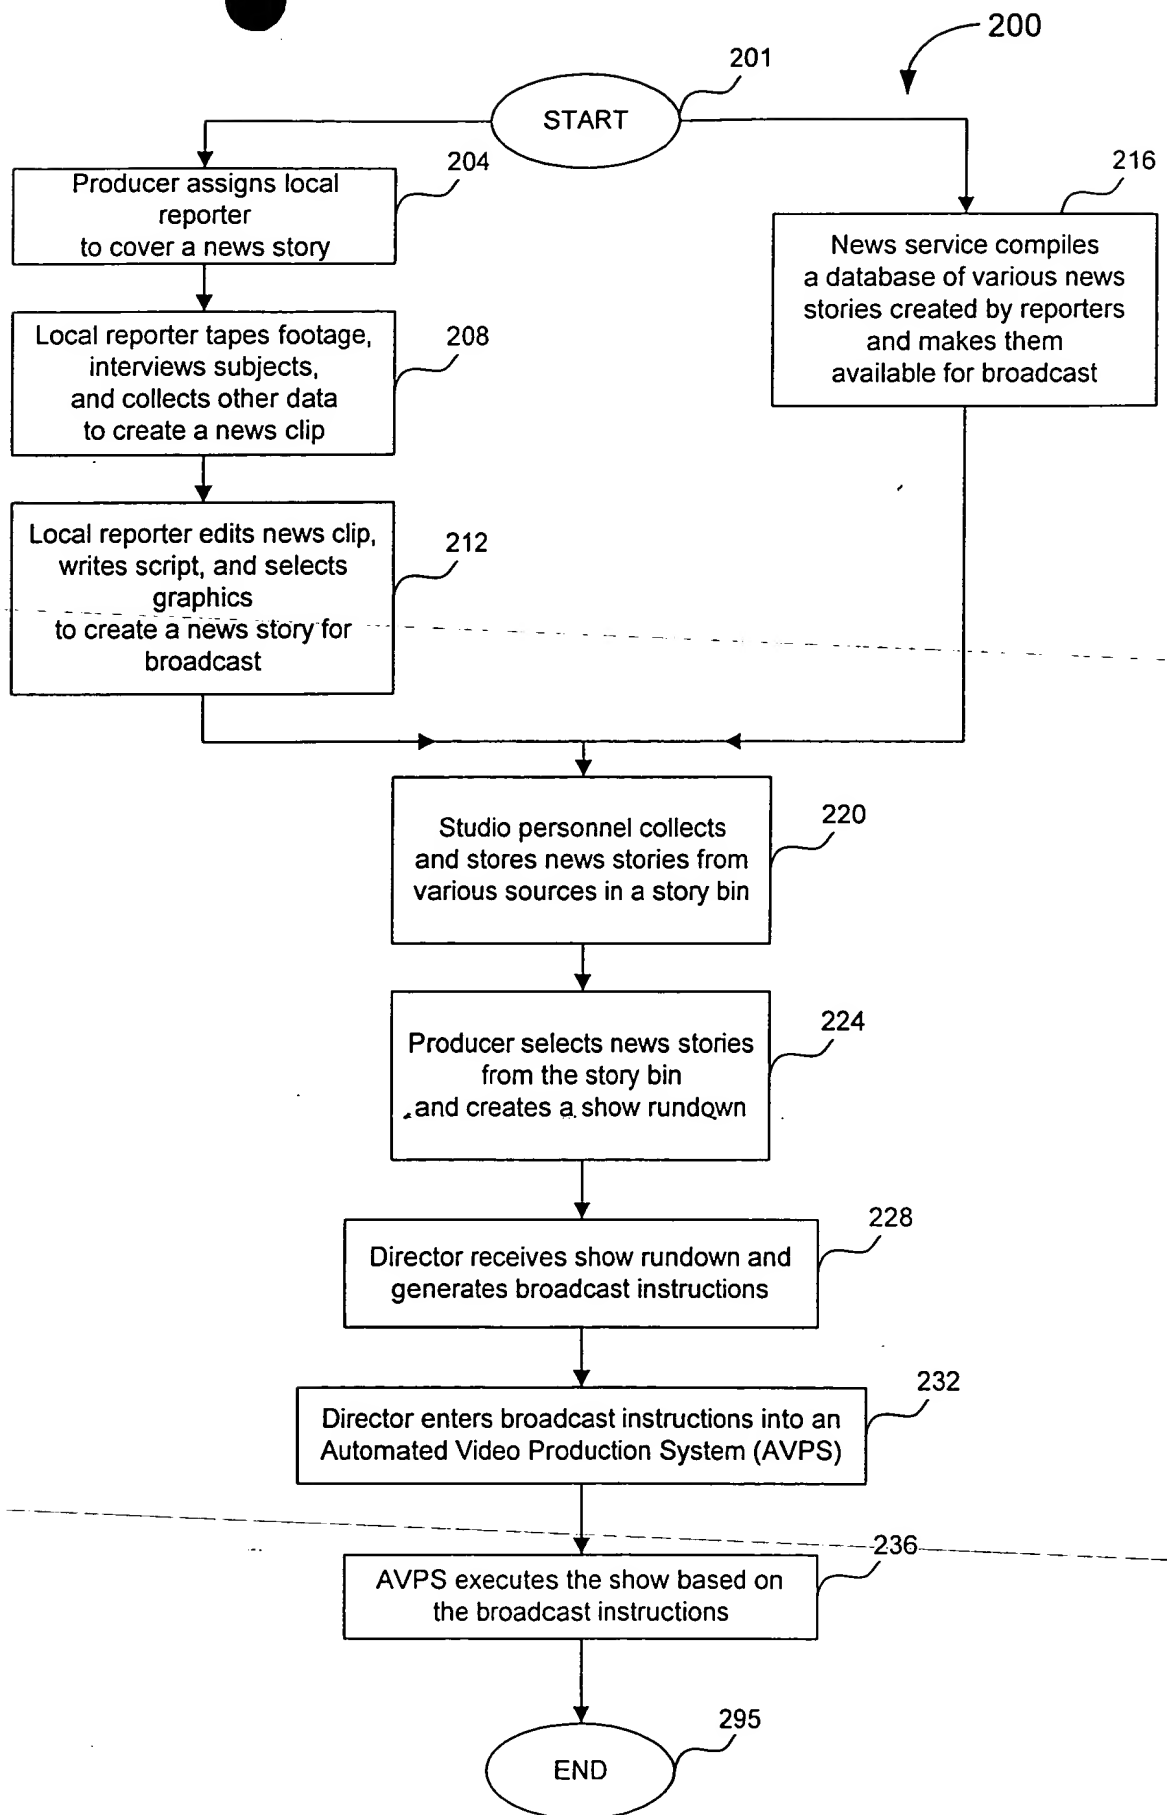 200
201
START
204
Producer assigns local
reporter
to cover a news story
216
News service compiles
a database of various news
stories created by reporters
and makes them
available for broadcast
208
Local reporter tapes footage,
interviews subjects,
and collects other data
to create a news clip
212
Local reporter edits news clip,
writes script, and selects
graphics
to create a news story for
broadcast
220
Studio personnel collects
and stores news stories from
various sources in a story bin
224
Producer selects news stories
from the story bin
and creates a show rundown
228
Director receives show rundown and
generates broadcast instructions
232
Director enters broadcast instructions into an
Automated Video Production System (AVPS)
236
AVPS executes the show based on
the broadcast instructions
295
END